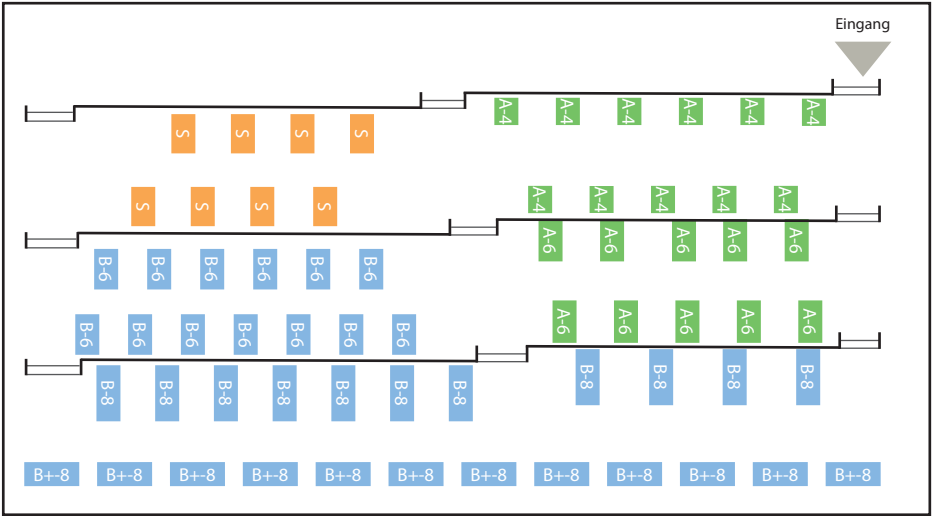 Eingang
A-4 A-4 A-4 A-4 A-4 A-4
S S S S
A-4 A-4 A-4 A-4 A-4
S S S S
A-6 A-6 A-6 A-6 A-6
B-6 B-6 B-6 B-6 B-6 B-6
A-6 A-6 A-6 A-6 A-6
B-6 B-6 B-6 B-6 B-6 B-6 B-6
B-8 B-8 B-8 B-8
B-8 B-8 B-8 B-8 B-8 B-8 B-8
B+-8 B+-8 B+-8 B+-8 B+-8 B+-8 B+-8 B+-8 B+-8 B+-8 B+-8 B+-8